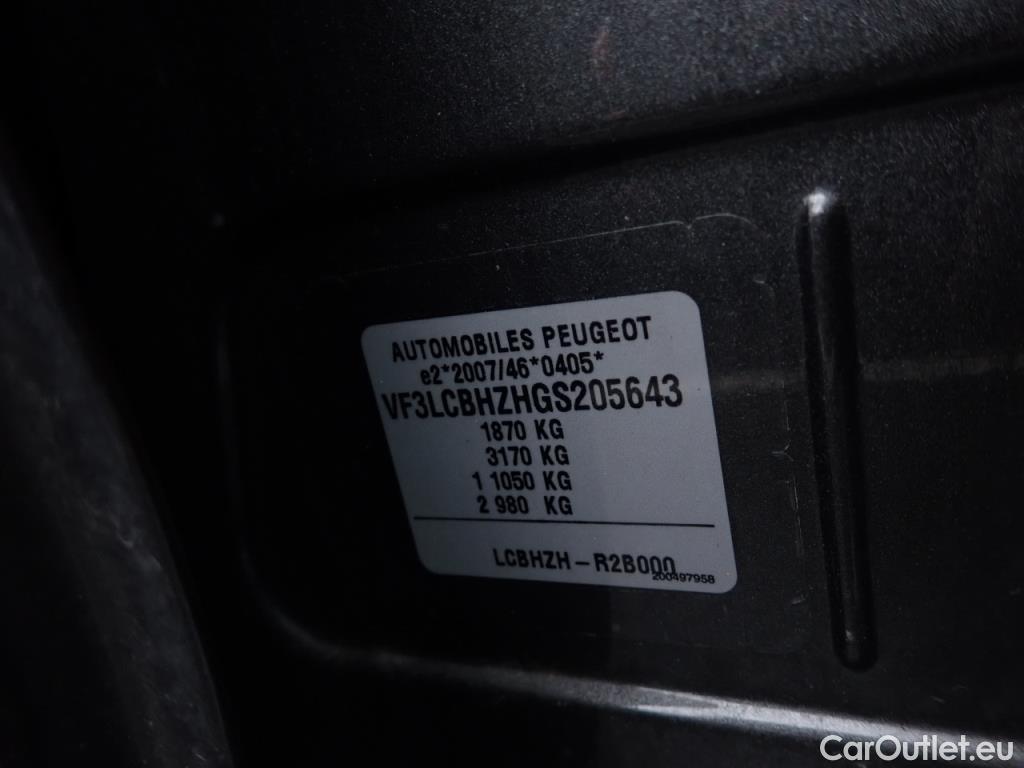 AUTOMOBILES PEUGEOT
e2*2007/46*0405*
VF3LCBHZHGS205643
1870 KG
3170 KG
1 1050 KG
2 980 KG
LCBHZH - R2B000
200497958
CarOutlet.eu